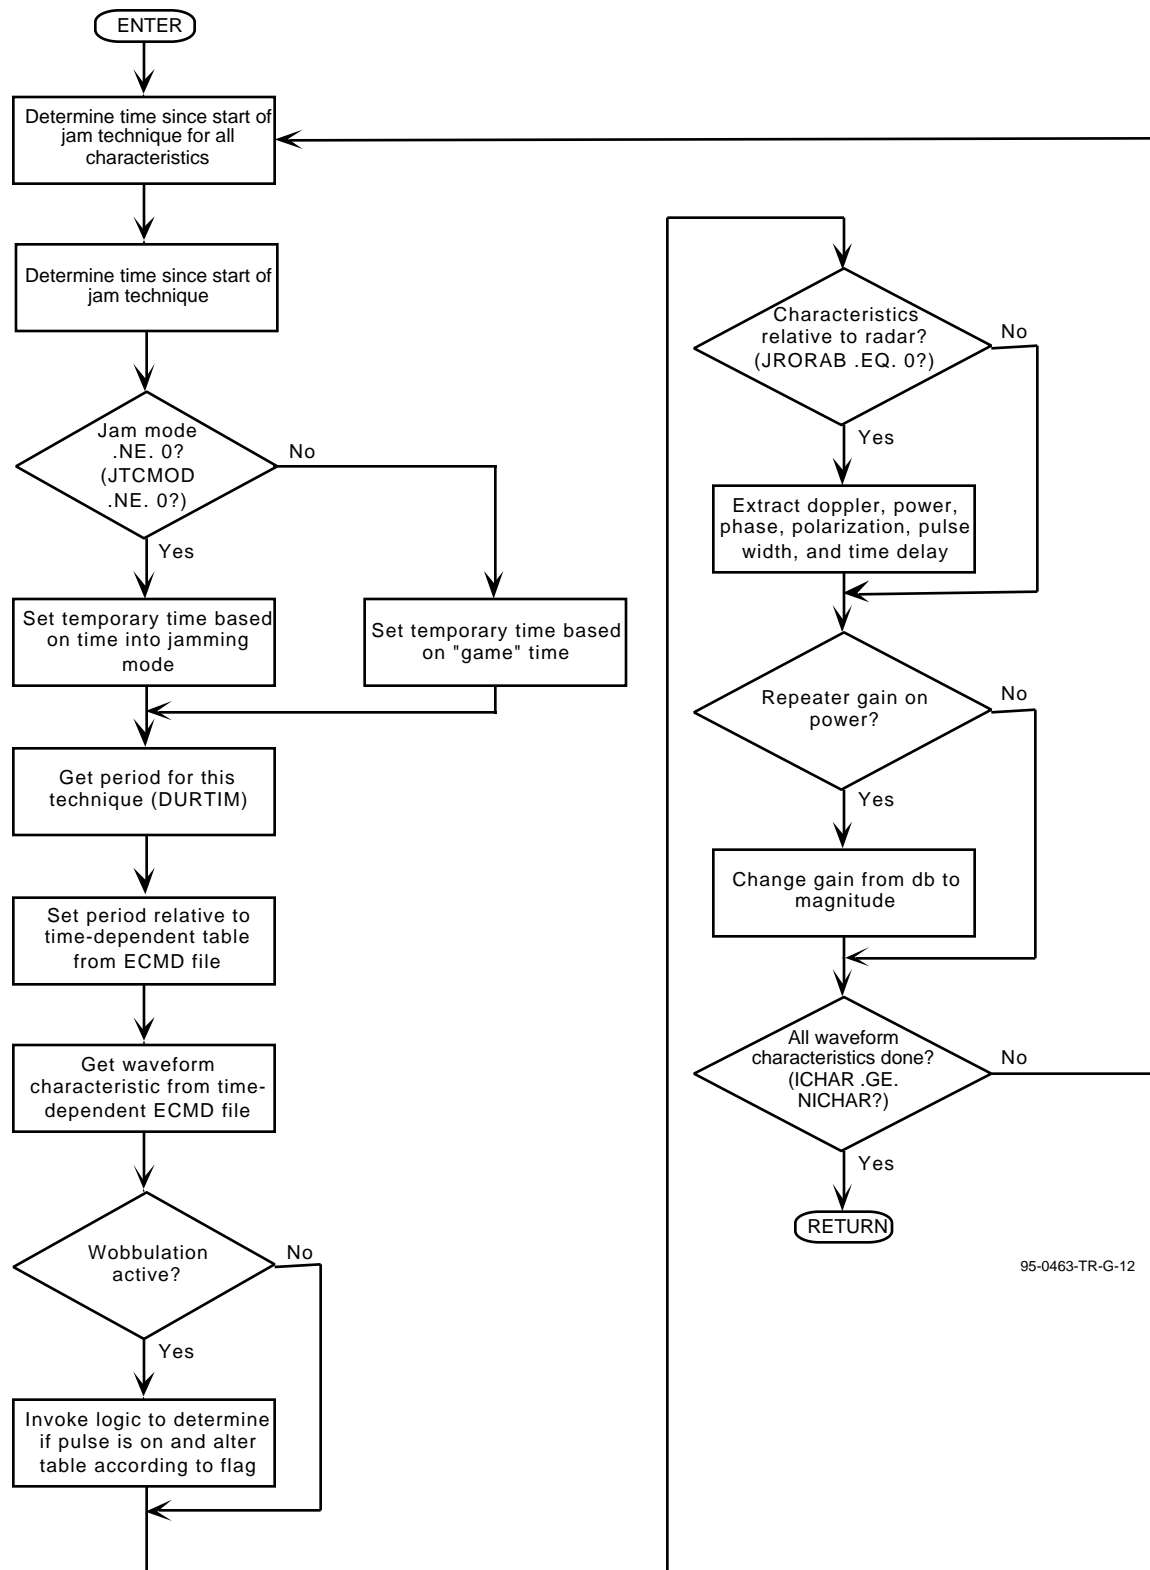 ENTER
Determine time since start of
jam technique for all
characteristics
Determine time since start of
jam technique
Jam mode
.NE. 0?
(JTCMOD
.NE. 0?)
No
Yes
Set temporary time based
on time into jamming
mode
Set temporary time based
on "game" time
Get period for this
technique (DURTIM)
Set period relative to
time-dependent table
from ECMD file
Get waveform
characteristic from time-
dependent ECMD file
Wobbulation
active?
No
Yes
Invoke logic to determine
if pulse is on and alter
table according to flag
Characteristics
relative to radar?
(JRORAB .EQ. 0?)
No
Yes
Extract doppler, power,
phase, polarization, pulse
width, and time delay
Repeater gain on
power?
No
Yes
Change gain from db to
magnitude
All waveform
characteristics done?
(ICHAR .GE.
NICHAR?)
No
Yes
RETURN
95-0463-TR-G-12